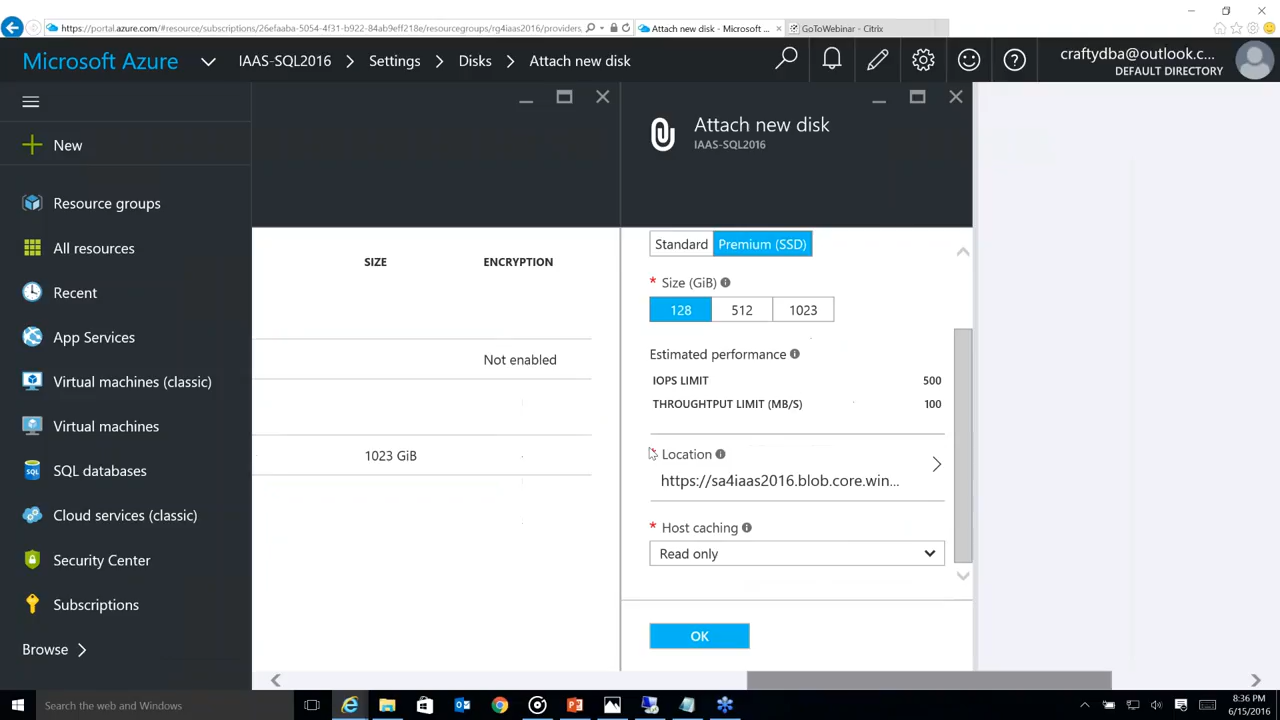 https://portal.azure.com/#resource/subscriptions/26efaaba-5054-4f31-b922-84ab9eff218e/resourcegroups/rg4iaas2016/providers.
Attach new disk - Microsoft ...
GoToWebinar - Citrix
Microsoft Azure
IAAS-SQL2016
Settings
Disks
Attach new disk
craftydba@outlook.c...
DEFAULT DIRECTORY
New
Resource groups
All resources
Recent
App Services
Virtual machines (classic)
Virtual machines
SQL databases
Cloud services (classic)
Security Center
Subscriptions
Browse
SIZE
ENCRYPTION
Not enabled
1023 GiB
Attach new disk
IAAS-SQL2016
Standard
Premium (SSD)
* Size (GiB)
128
512
1023
Estimated performance
IOPS LIMIT
500
THROUGHTPUT LIMIT (MB/S)
100
Location
https://sa4iaas2016.blob.core.win...
* Host caching
Read only
OK
Search the web and Windows
8:36 PM
6/15/2016